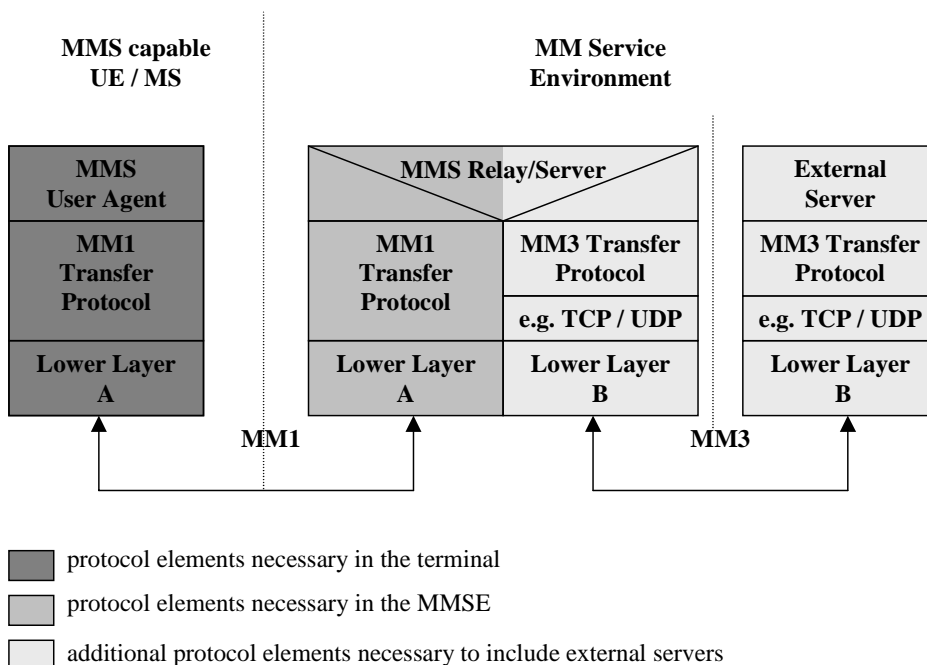 MMS capable
UE / MS
MM Service
Environment
MMS
User Agent
MM1
Transfer
Protocol
Lower Layer
A
MMS Relay/Server
MM1
Transfer
Protocol
Lower Layer
A
MM3 Transfer
Protocol
e.g. TCP / UDP
Lower Layer
B
External
Server
MM3 Transfer
Protocol
e.g. TCP / UDP
Lower Layer
B
MM1
MM3
protocol elements necessary in the terminal
protocol elements necessary in the MMSE
additional protocol elements necessary to include external servers